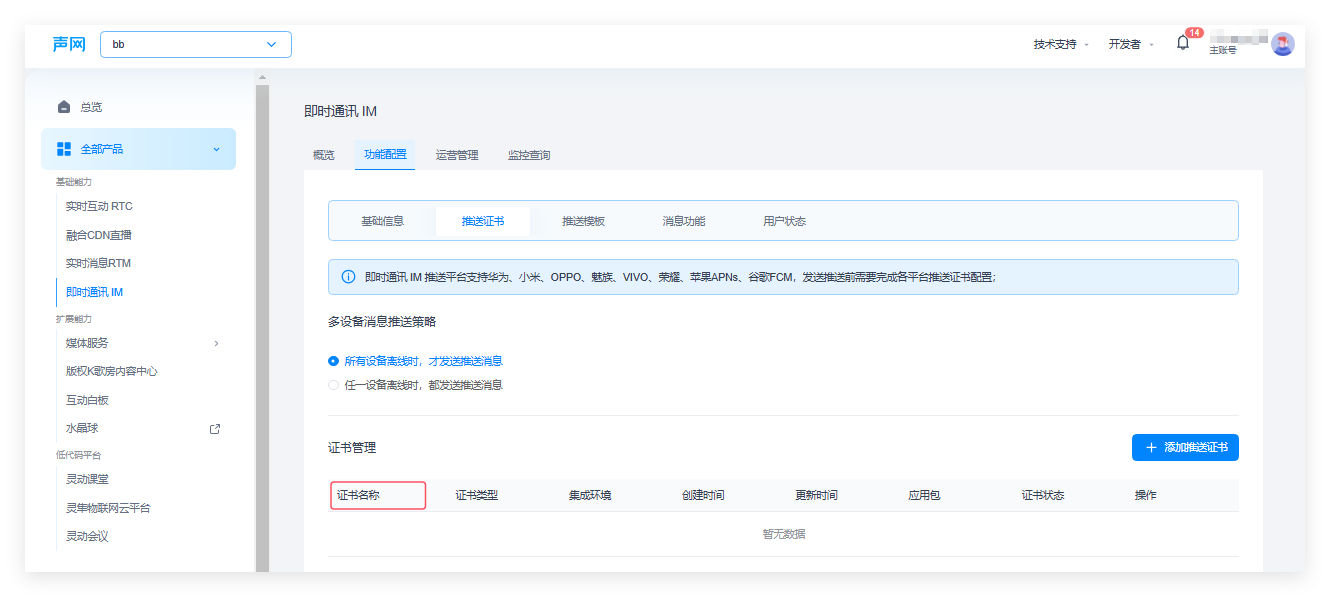 声网
bb
技术支持
开发者
14
主账号
总览
全部产品
基础能力
实时互动 RTC
融合CDN直播
实时消息RTM
即时通讯 IM
扩展能力
媒体服务
版权K歌房内容中心
互动白板
水晶球
低代码平台
灵动课堂
灵隼物联网云平台
灵动会议
即时通讯 IM
概览 功能配置 运营管理 监控查询
基础信息 推送证书 推送模板 消息功能 用户状态
即时通讯 IM 推送平台支持华为、小米、OPPO、魅族、VIVO、荣耀、苹果APNs、谷歌FCM，发送推送前需要完成各平台推送证书配置；
多设备消息推送策略
所有设备离线时，才发送推送消息
任一设备离线时，都发送推送消息
证书管理
添加推送证书
证书名称 证书类型 集成环境 创建时间 更新时间 应用包 证书状态 操作
暂无数据